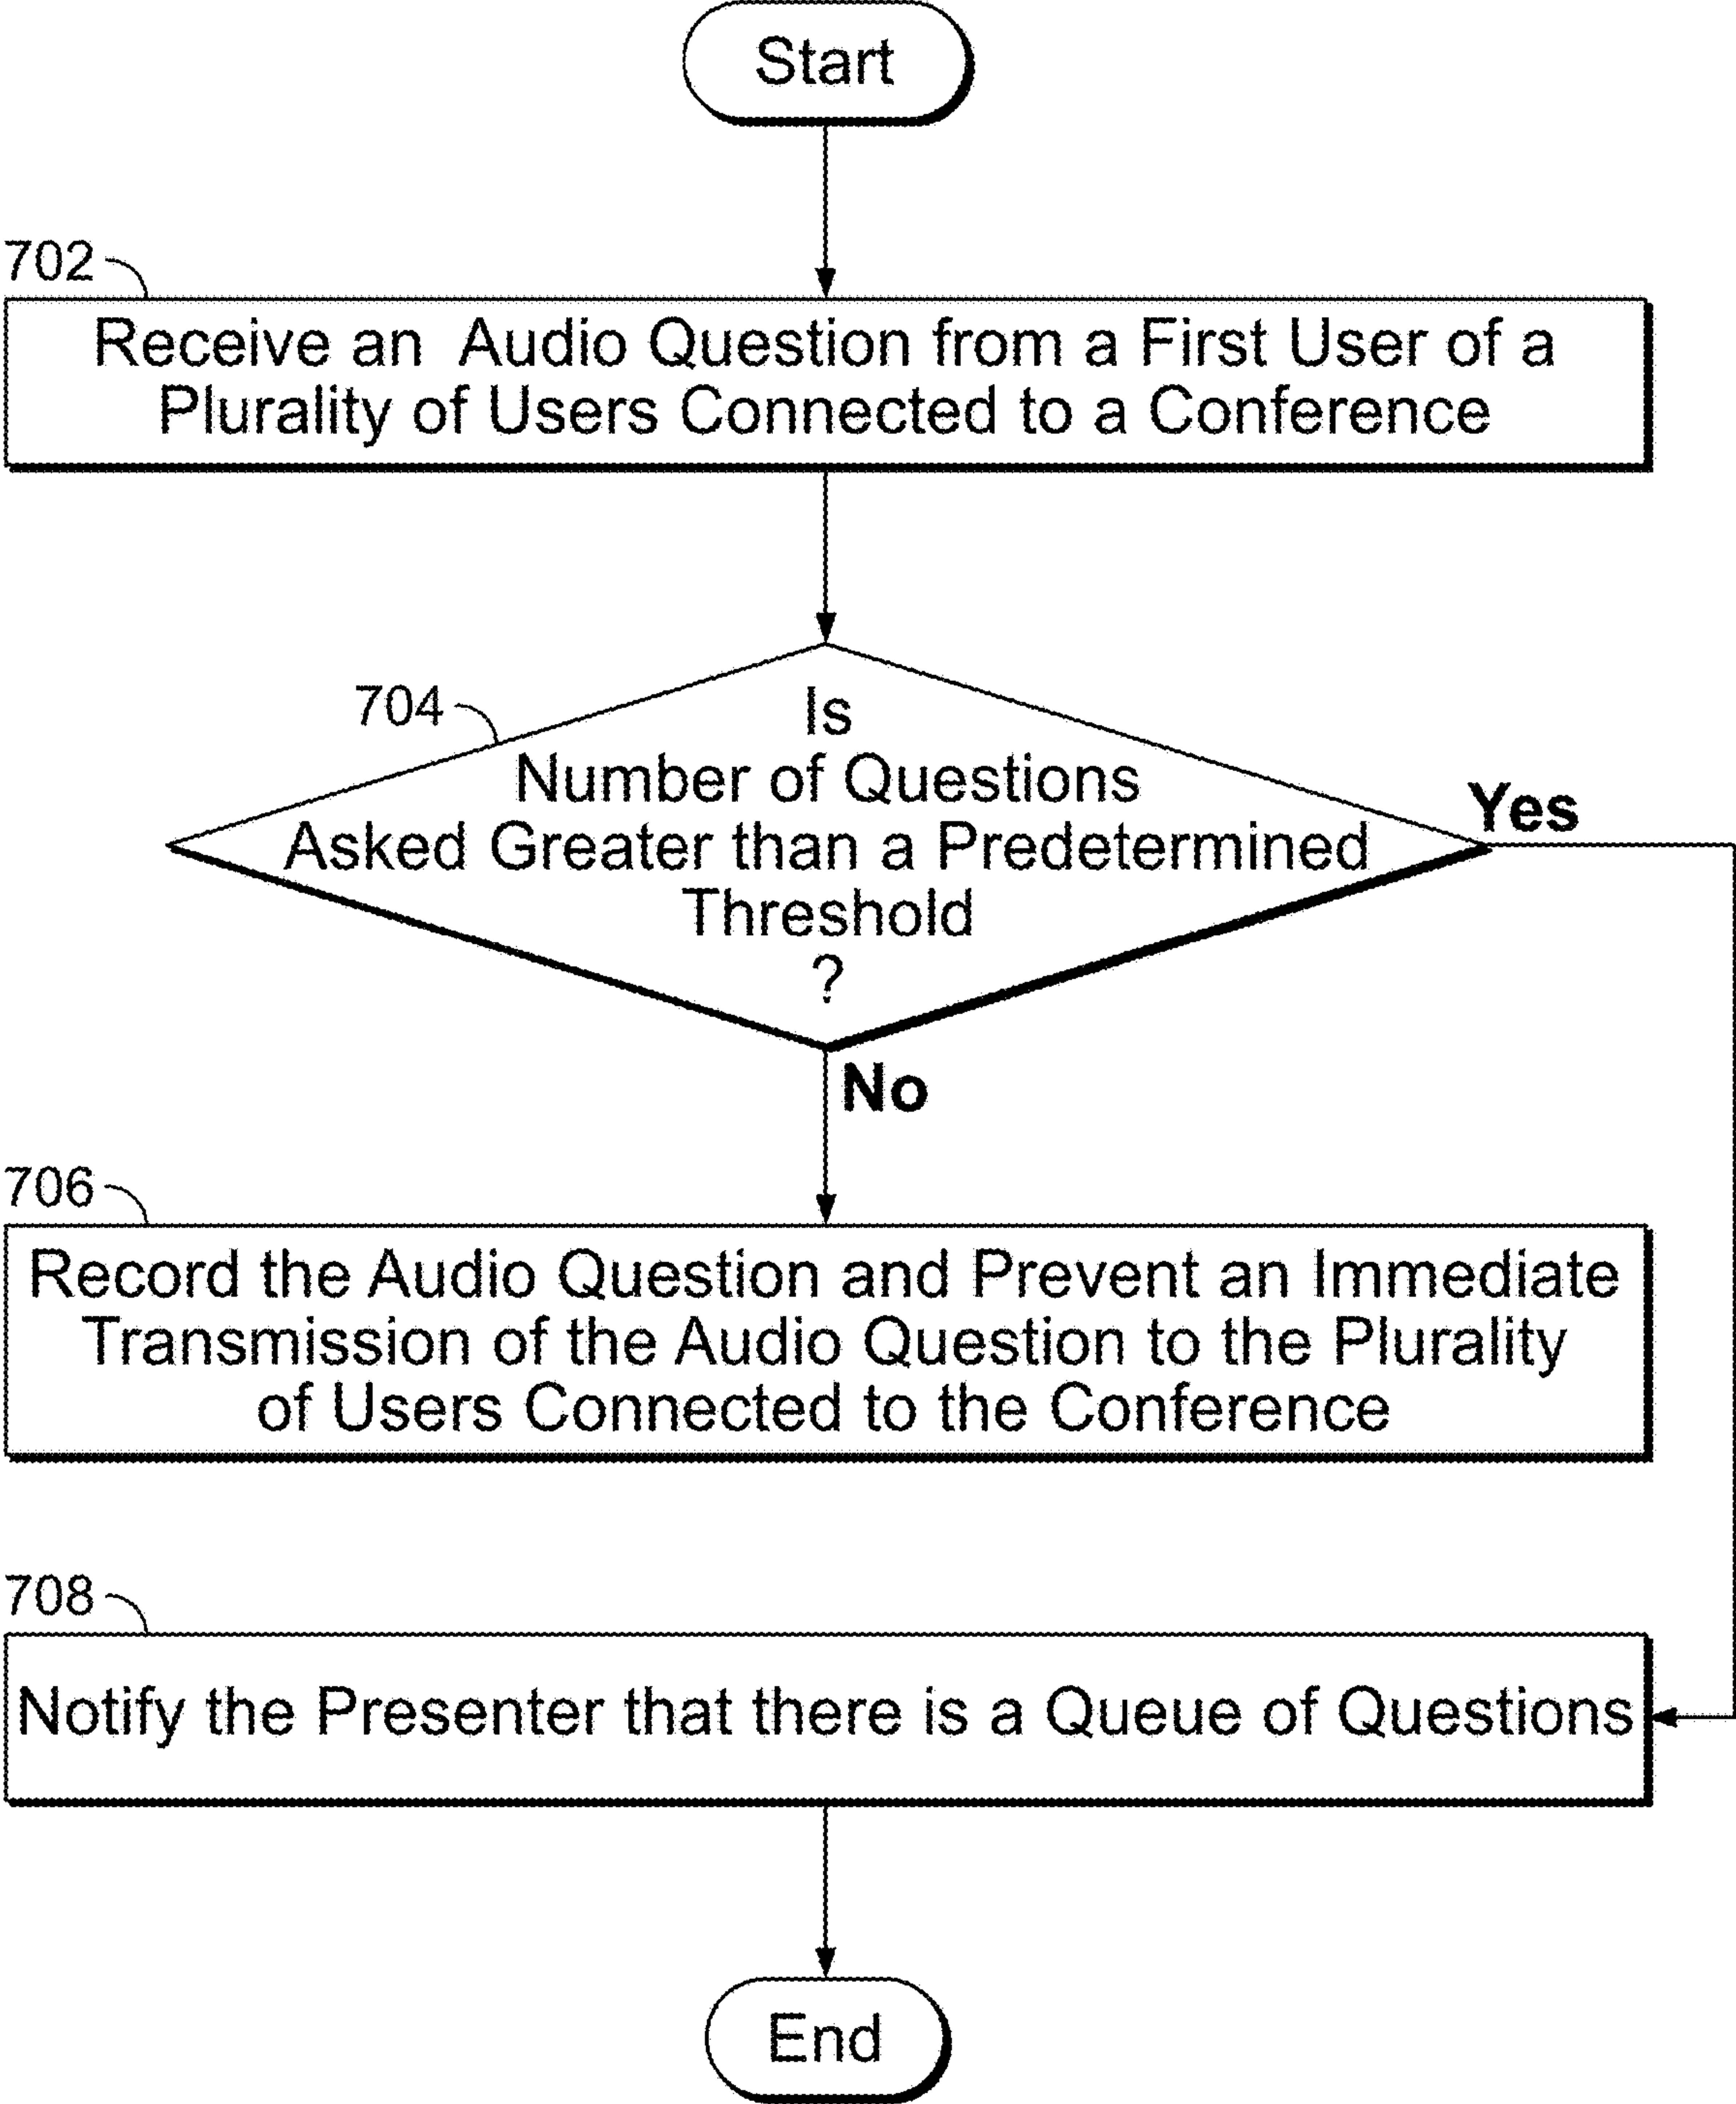 Start
702
Receive an Audio Question from a First User of a
Plurality of Users Connected to a Conference
704
Is
Number of Questions
Asked Greater than a Predetermined
Threshold
?
Yes
No
706
Record the Audio Question and Prevent an Immediate
Transmission of the Audio Question to the Plurality
of Users Connected to the Conference
708
Notify the Presenter that there is a Queue of Questions
End